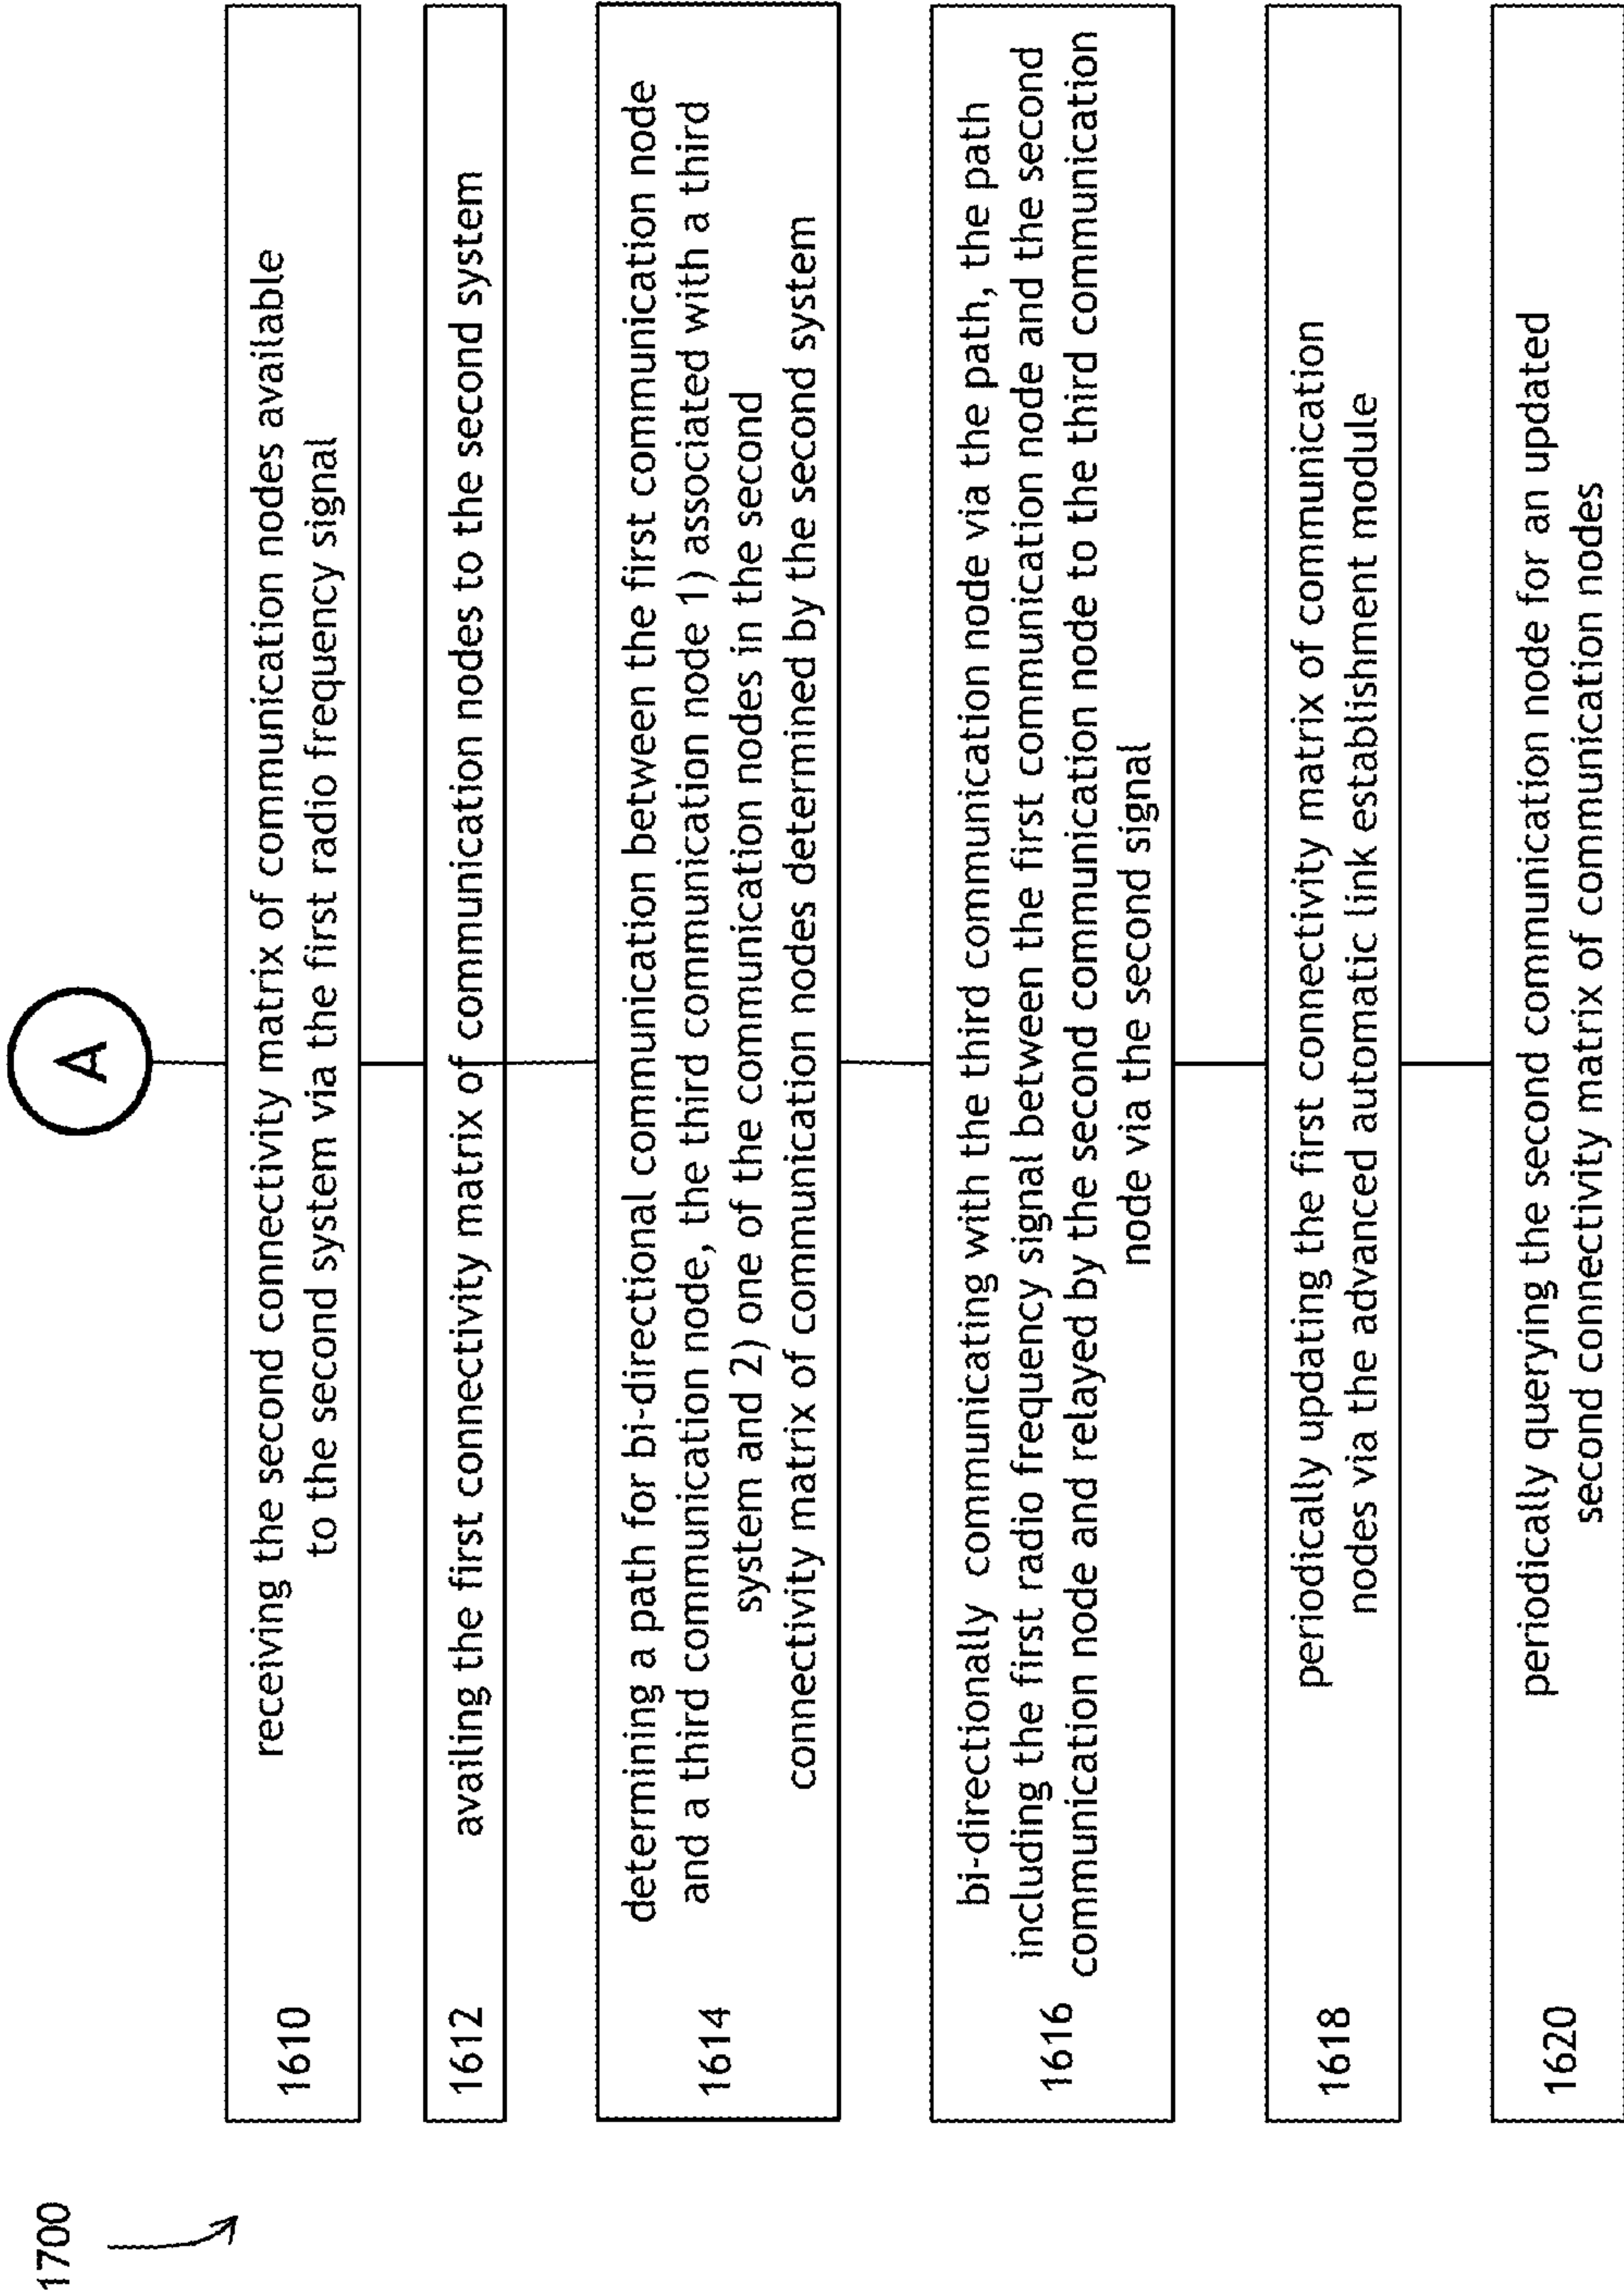 1700
A
1610
receiving the second connectivity matrix of communication nodes available
to the second system via the first radio frequency signal
1612
availing the first connectivity matrix of communication nodes to the second system
1614
determining a path for bi-directional communication between the first communication node
and a third communication node, the third communication node 1) associated with a third
system and 2) one of the communication nodes in the second
connectivity matrix of communication nodes determined by the second system
1616
bi-directionally communicating with the third communication node via the path, the path
including the first radio frequency signal between the first communication node and the second
communication node and relayed by the second communication node to the third communication
node via the second signal
1618
periodically updating the first connectivity matrix of communication
nodes via the advanced automatic link establishment module
1620
periodically querying the second communication node for an updated
second connectivity matrix of communication nodes